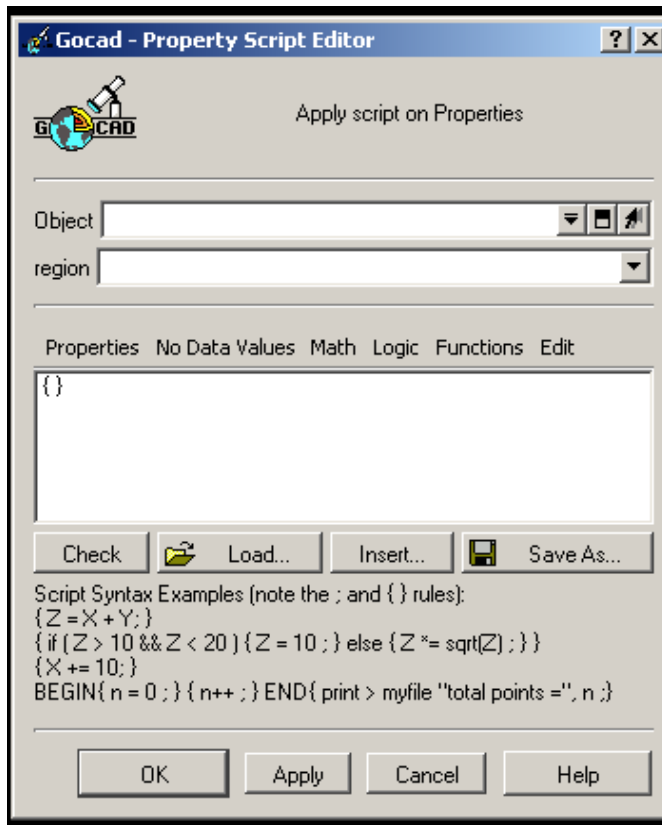 Gocad - Property Script Editor
GOCAD
Apply script on Properties
Object
region
Properties No Data Values Math Logic Functions Edit
{ }
Check Load... Insert... Save As...
Script Syntax Examples (note the ; and { } rules):
{ Z = X + Y; }
{ if ( Z > 10 && Z < 20 ) { Z = 10 ; } else { Z *= sqrt(Z) ; } }
{ X += 10; }
BEGIN{ n = 0 ; } { n++ ; } END{ print > myfile "total points =", n ;}
OK Apply Cancel Help